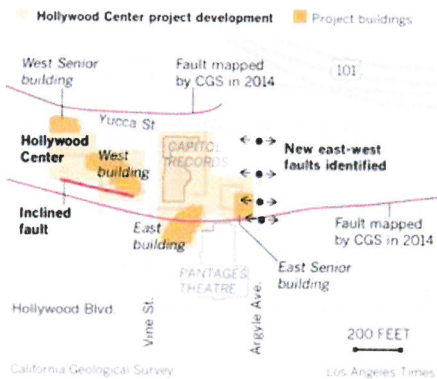 Hollywood Center project development
Project buildings
West Senior
building
Fault mapped
by CGS in 2014
101
Yucca St
Hollywood
Center
West
building
CAPITOL
RECORDS
New east-west
faults identified
Inclined
fault
East
building
Fault mapped
by CGS in 2014
PANTAGES
THEATRE
East Senior
building
Hollywood Blvd.
Vine St.
Argyle Ave.
200 FEET
California Geological Survey
Los Angeles Times